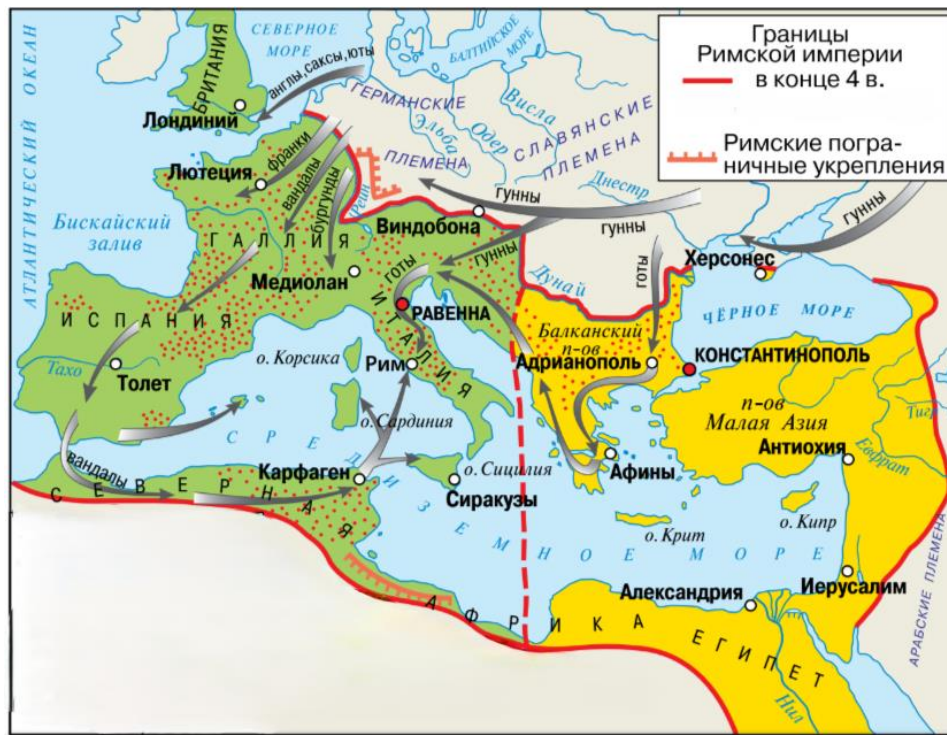 Границы
Римской империи
в конце 4 в.
Римские погра-
ничные укрепления
АТЛАНТИЧЕСКИЙ ОКЕАН
СЕВЕРНОЕ
МОРЕ
БАЛТИЙСКОЕ
МОРЕ
БРИТАНИЯ
англы, саксы, юты
Лондиний
ГЕРМАНСКИЕ
ПЛЕМЕНА
Эльба
Одер
Висла
СЛАВЯНСКИЕ
ПЛЕМЕНА
Днестр
франки
Лютеция
вандалы
бургунды
Рейн
гунны
гунны
гунны
Бискайский
залив
ГАЛЛИЯ
Виндобона
гунны
Херсонес
Медиолан
готы
готы
Дунай
РАВЕННА
ЧЁРНОЕ МОРЕ
ИСПАНИЯ
ИТАЛИЯ
Балканский
п-ов
Адрианополь
КОНСТАНТИНОПОЛЬ
о. Корсика
Рим
Тахо
Толет
п-ов
Малая Азия
Тигр
о. Сардиния
Антиохия
Евфрат
СРЕДИЗЕМНОЕ МОРЕ
Афины
вандалы
Карфаген
о. Сицилия
Сиракузы
СЕВЕРНАЯ АФРИКА
о. Крит
о. Кипр
Александрия
Иерусалим
ЕГИПЕТ
Нил
АРАБСКИЕ ПЛЕМЕНА